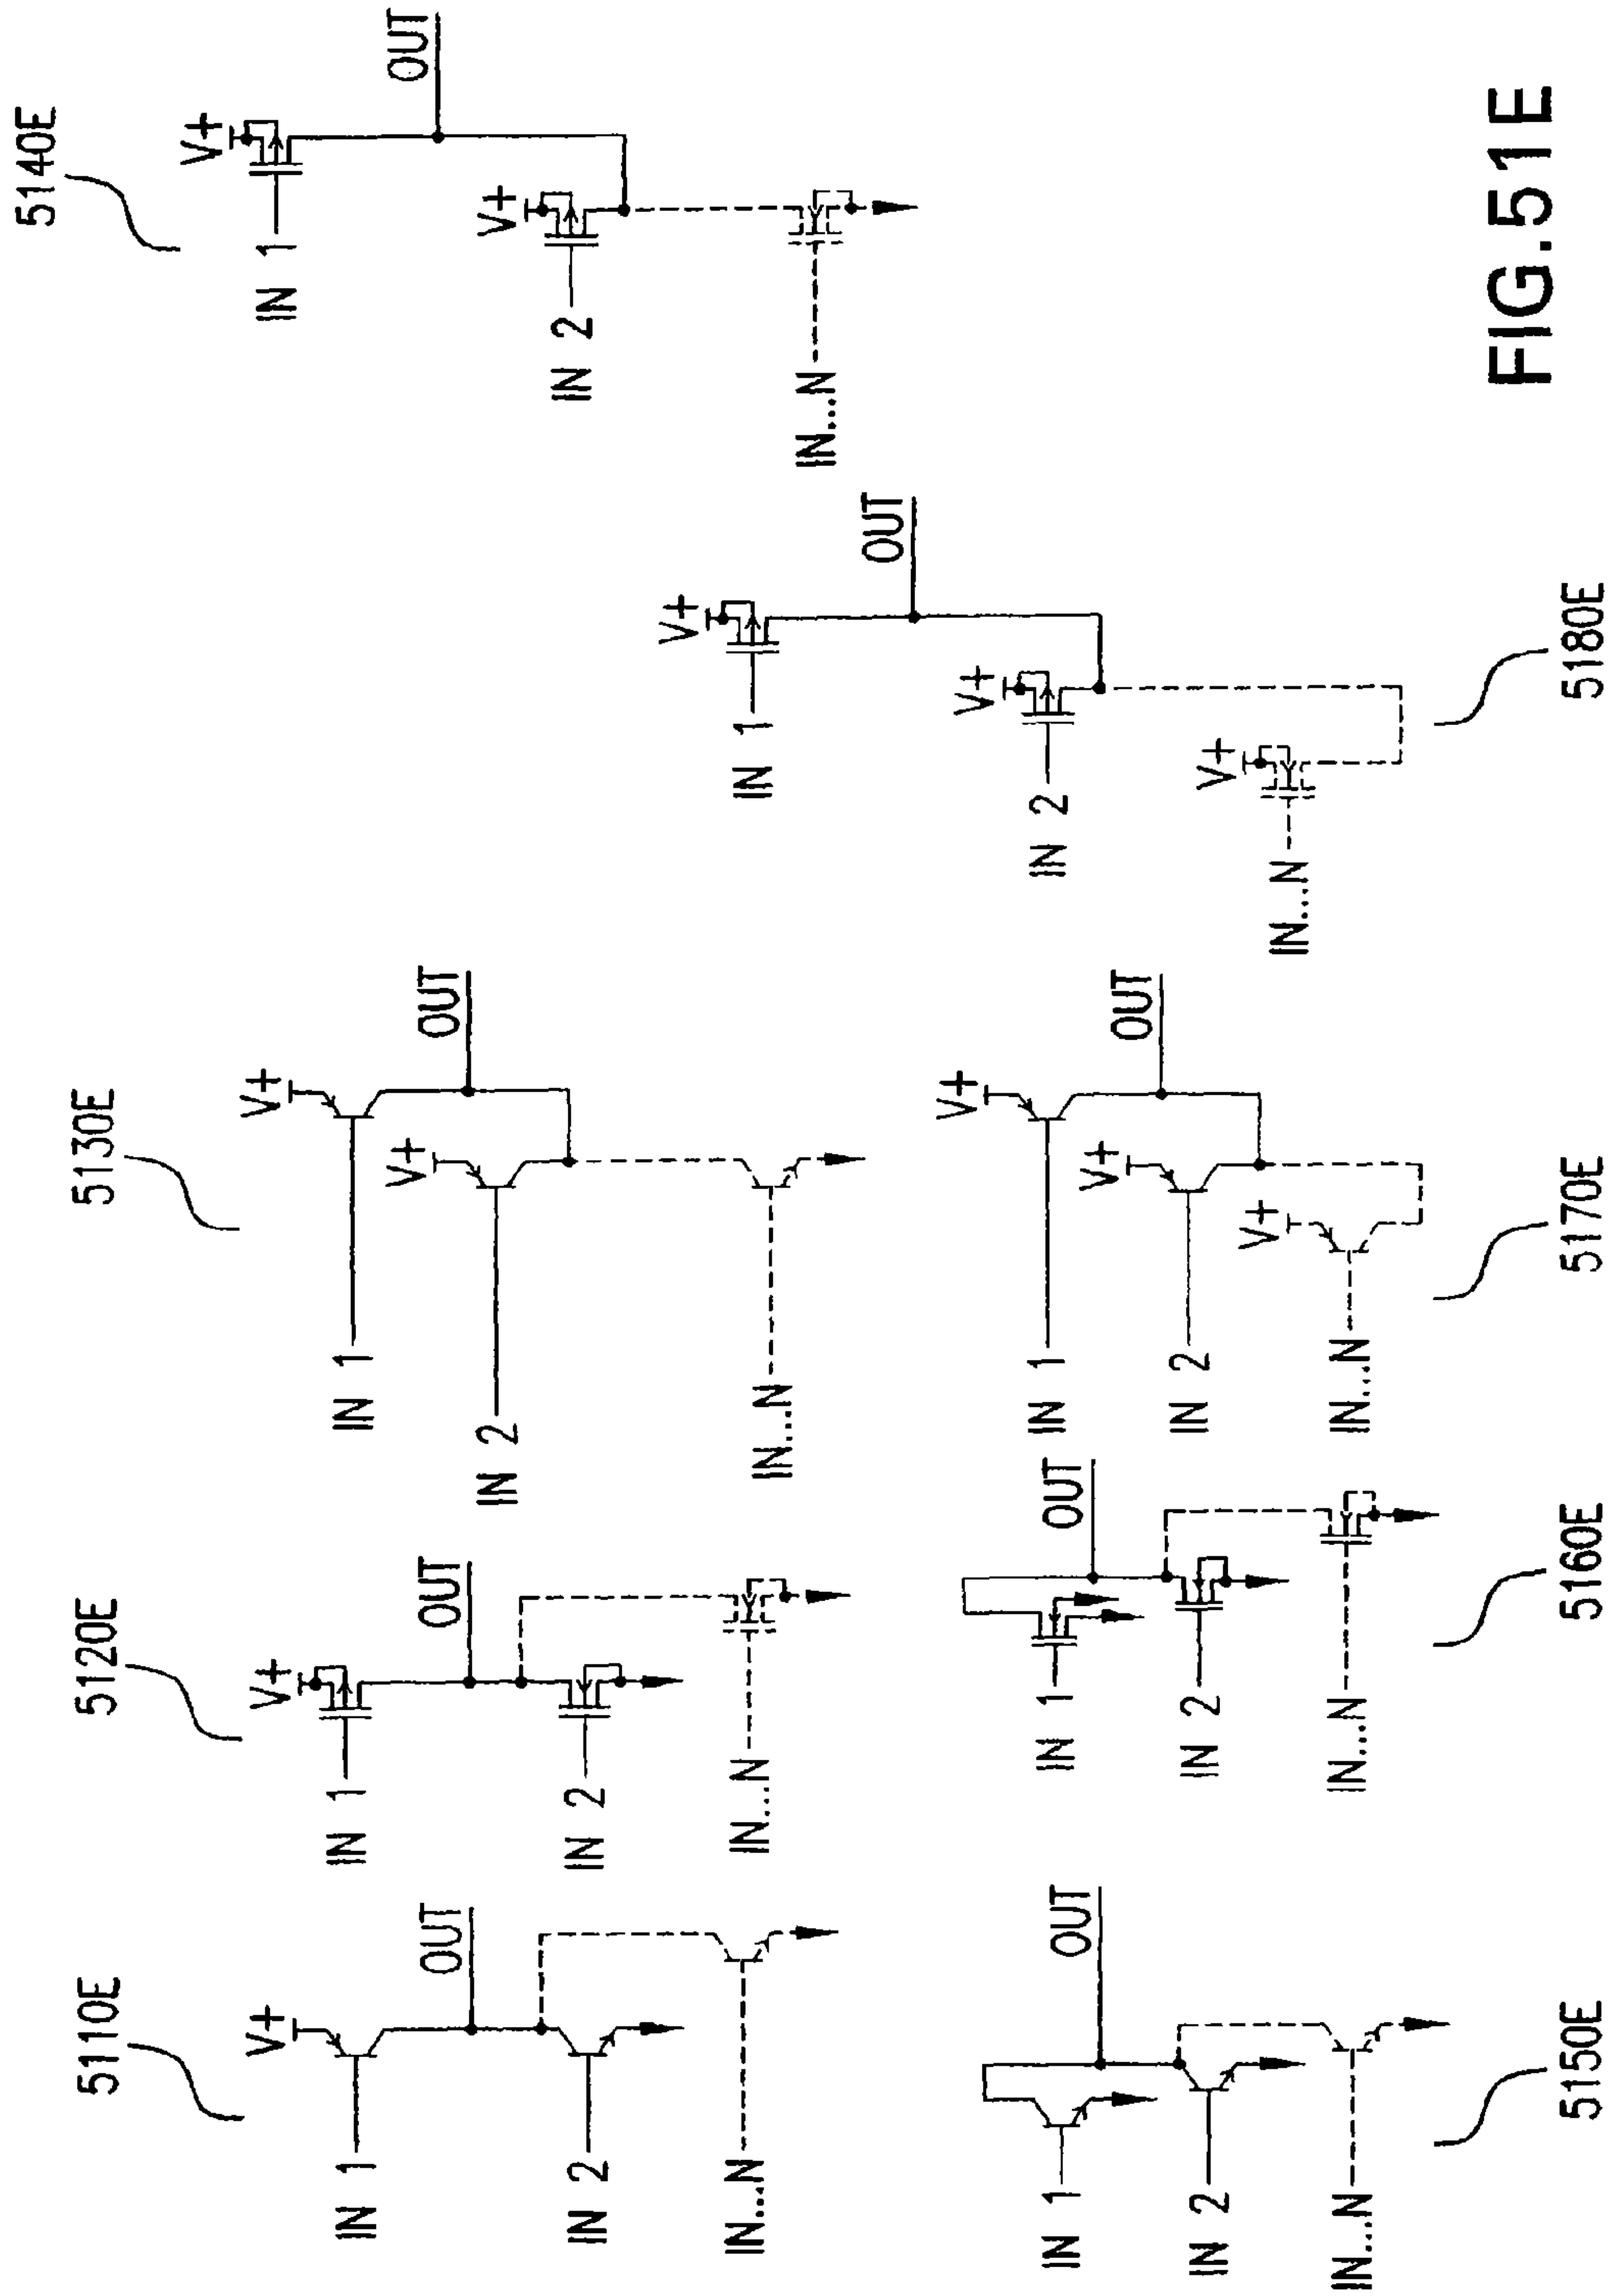 5110E
V+
IN 1
OUT
IN 2
IN...N
5120E
V+
IN 1
OUT
IN 2
IN...N
5130E
V+
IN 1
OUT
V+
IN 2
IN...N
5140E
V+
IN 1
OUT
V+
IN 2
IN...N
OUT
IN 1
IN 2
IN...N
5150E
OUT
IN 1
IN 2
IN...N
5160E
V+
IN 1
OUT
V+
IN 2
V+
IN...N
5170E
V+
IN 1
OUT
V+
IN 2
V+
IN...N
5180E
FIG.51E